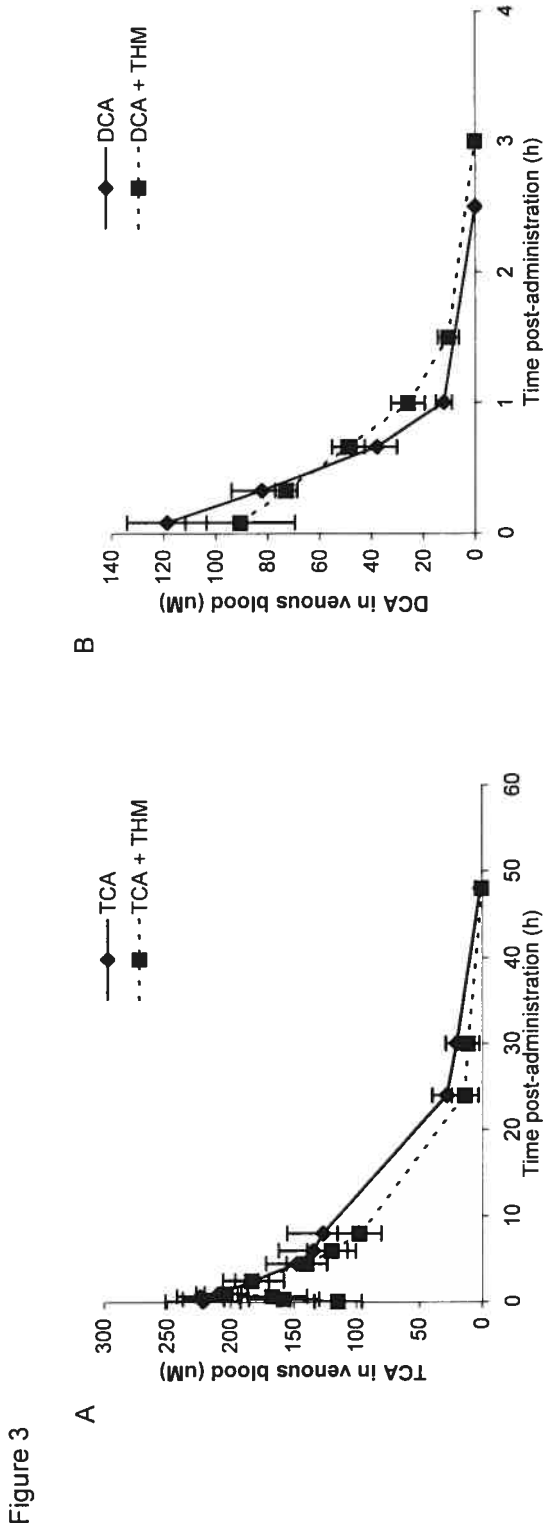 Figure 3
A
TCA
TCA + THM
TCA in venous blood (uM)
300
250
200
150
100
50
0
0 10 20 30 40 50 60
Time post-administration (h)
B
DCA
DCA + THM
DCA in venous blood (uM)
140
120
100
80
60
40
20
0
0 1 2 3 4
Time post-administration (h)